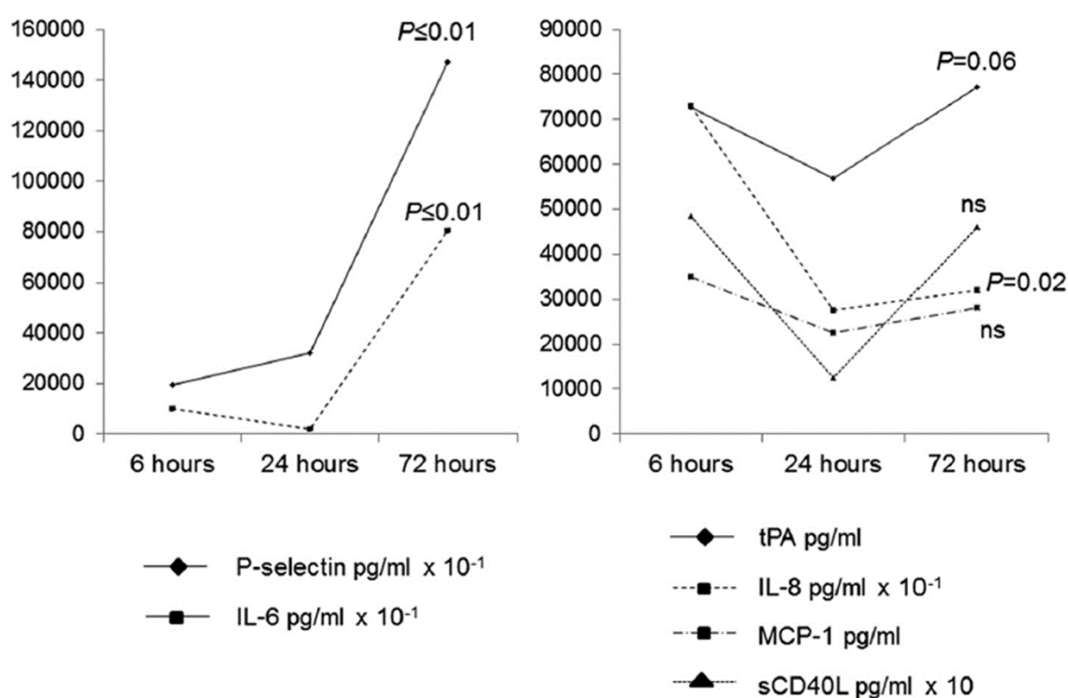 160000
140000
120000
100000
80000
60000
40000
20000
0
P≤0.01
P≤0.01
6 hours 24 hours 72 hours
P-selectin pg/ml x 10⁻¹
IL-6 pg/ml x 10⁻¹
90000
80000
70000
60000
50000
40000
30000
20000
10000
0
P=0.06
ns
P=0.02
ns
6 hours 24 hours 72 hours
tPA pg/ml
IL-8 pg/ml x 10⁻¹
MCP-1 pg/ml
sCD40L pg/ml x 10